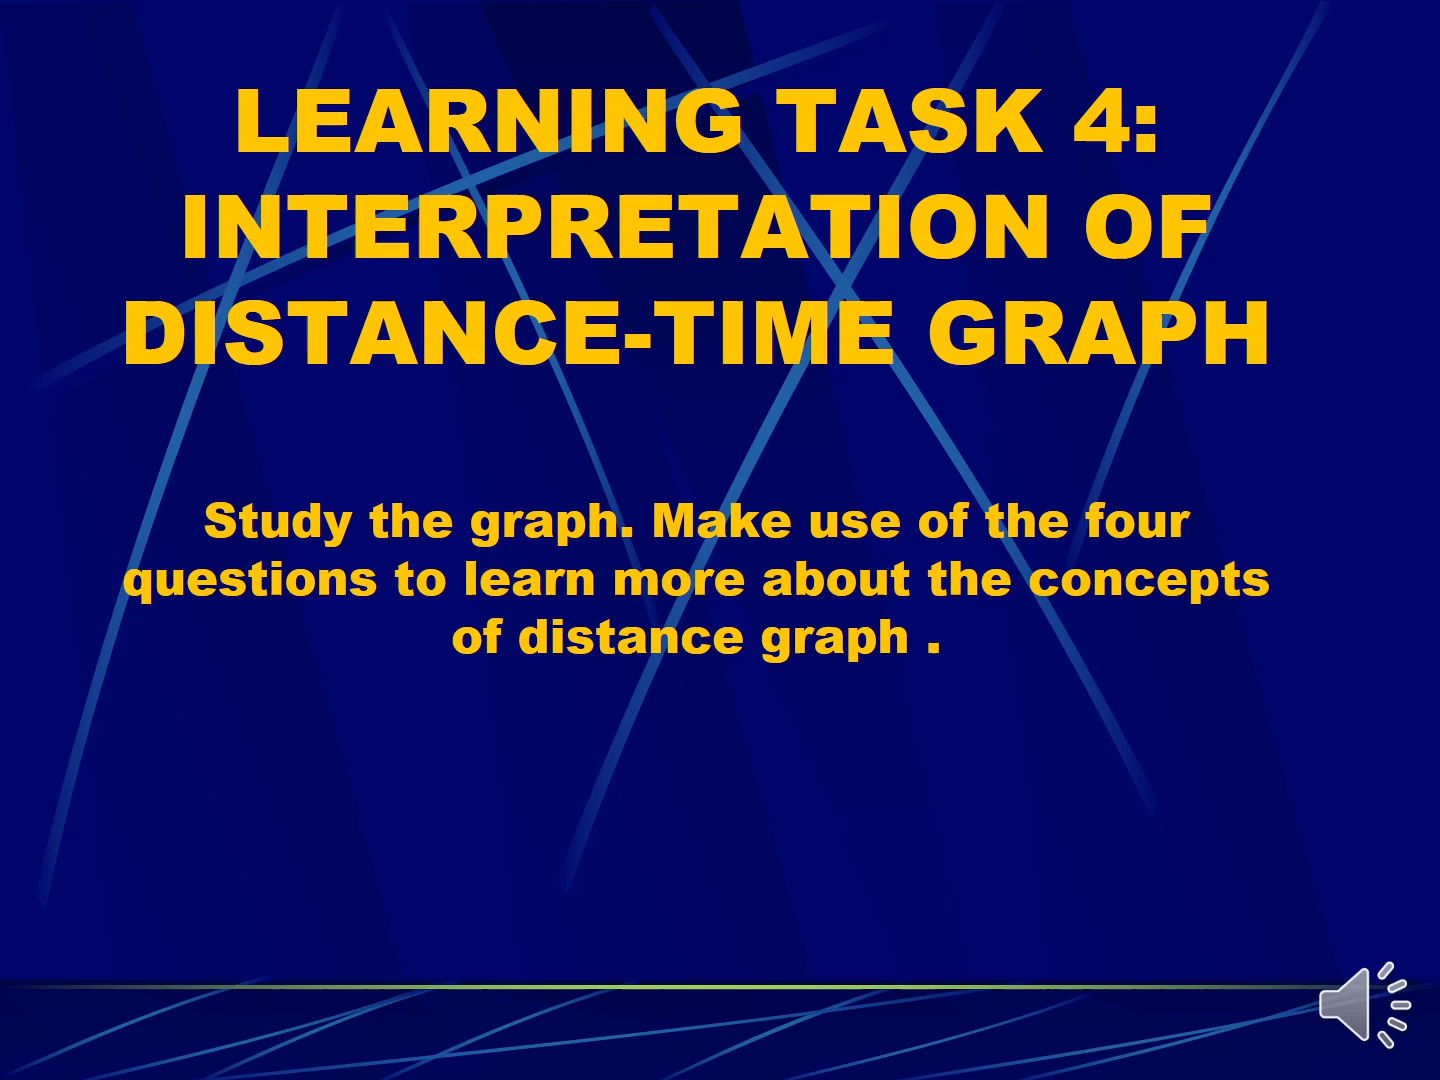 LEARNING TASK 4:
INTERPRETATION OF
DISTANCE-TIME GRAPH
Study the graph. Make use of the four
questions to learn more about the concepts
of distance graph .